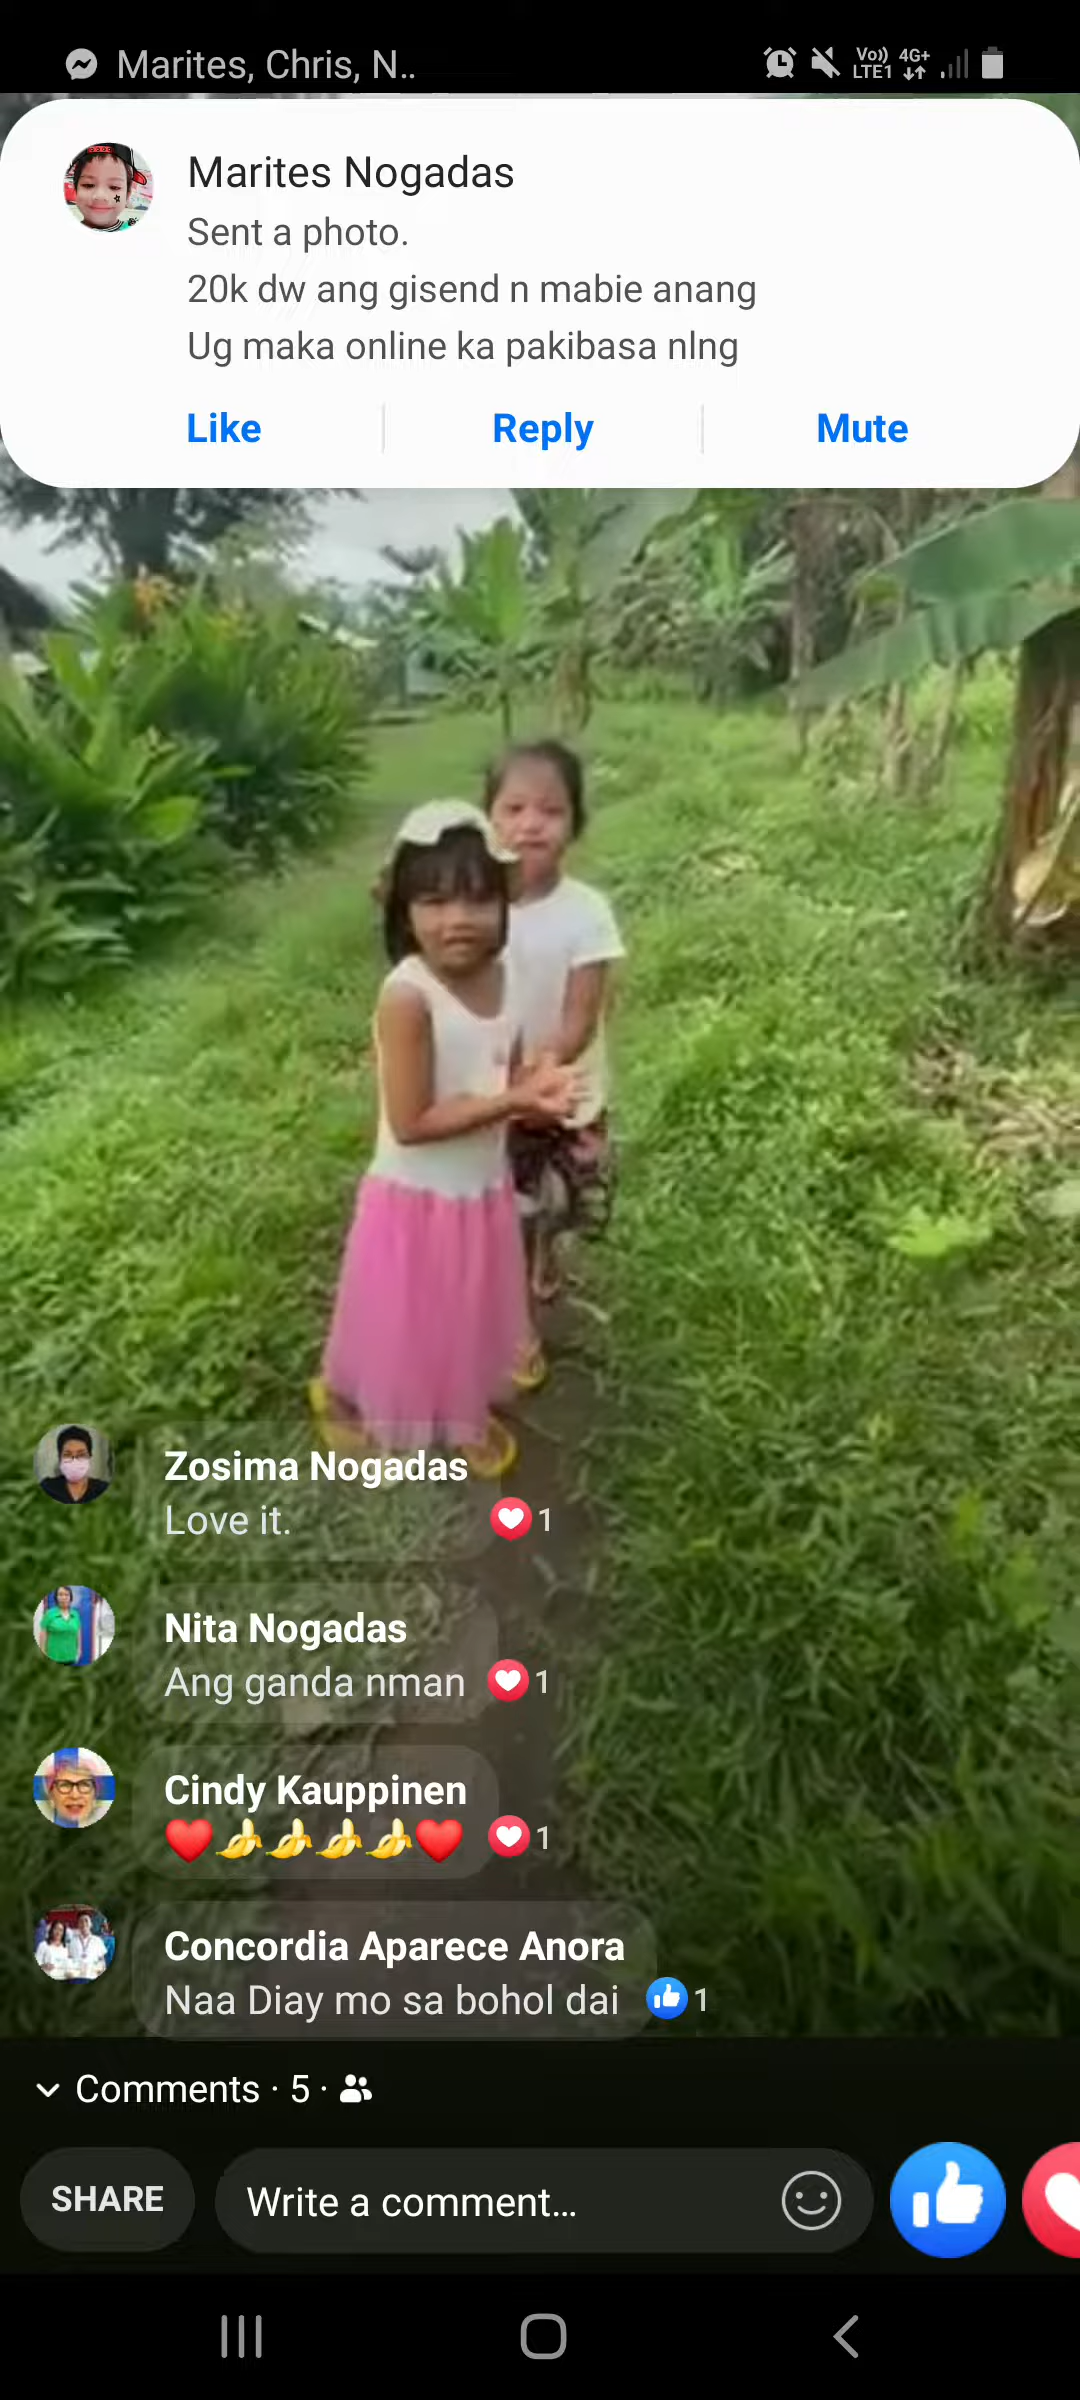 Marites, Chris, N..
Vo)) LTE1 4G+
Marites Nogadas
Sent a photo.
20k dw ang gisend n mabie anang
Ug maka online ka pakibasa nlng
Like Reply Mute
Zosima Nogadas
Love it. 1
Nita Nogadas
Ang ganda nman 1
Cindy Kauppinen
❤️🍌🍌🍌🍌❤️ 1
Concordia Aparece Anora
Naa Diay mo sa bohol dai 1
Comments · 5 ·
SHARE Write a comment...